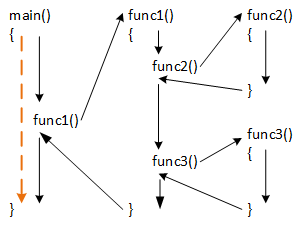 main()
{
func1()
}
func1()
{
func2()
func3()
}
func2()
{
}
func3()
{
}